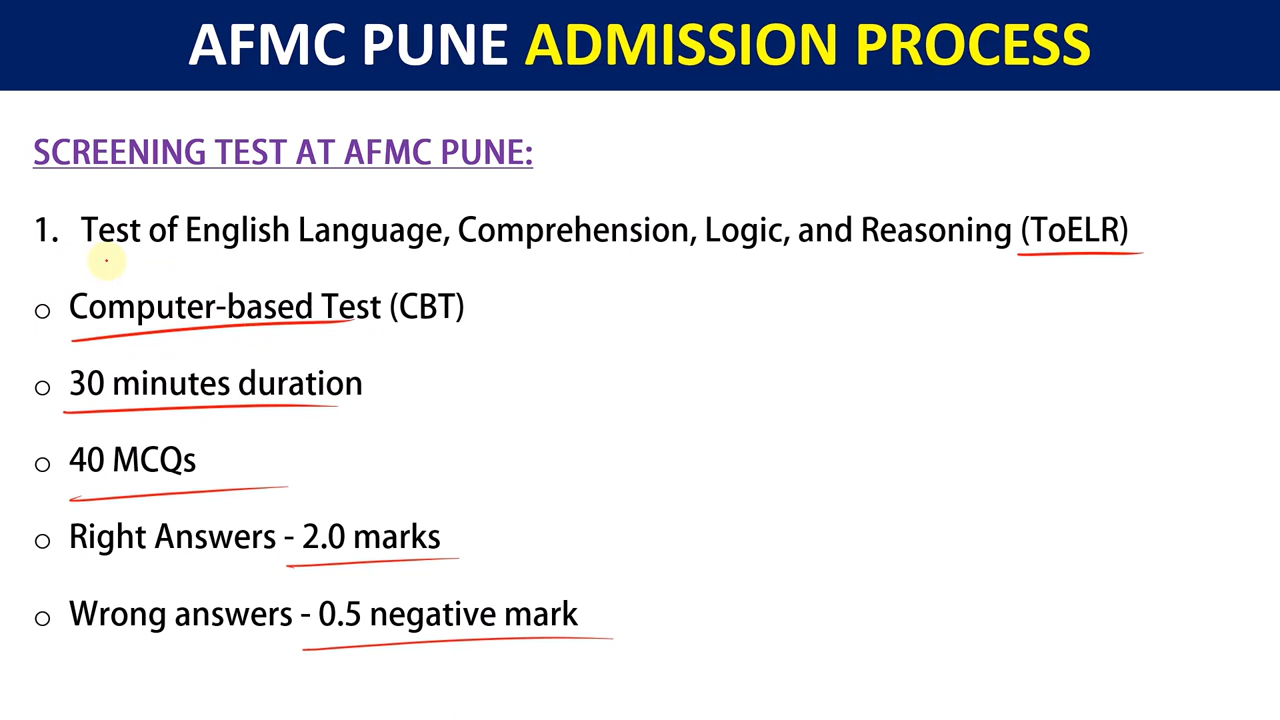 AFMC PUNE ADMISSION PROCESS
SCREENING TEST AT AFMC PUNE:
1. Test of English Language, Comprehension, Logic, and Reasoning (ToELR)
o Computer-based Test (CBT)
o 30 minutes duration
o 40 MCQs
o Right Answers - 2.0 marks
o Wrong answers - 0.5 negative mark